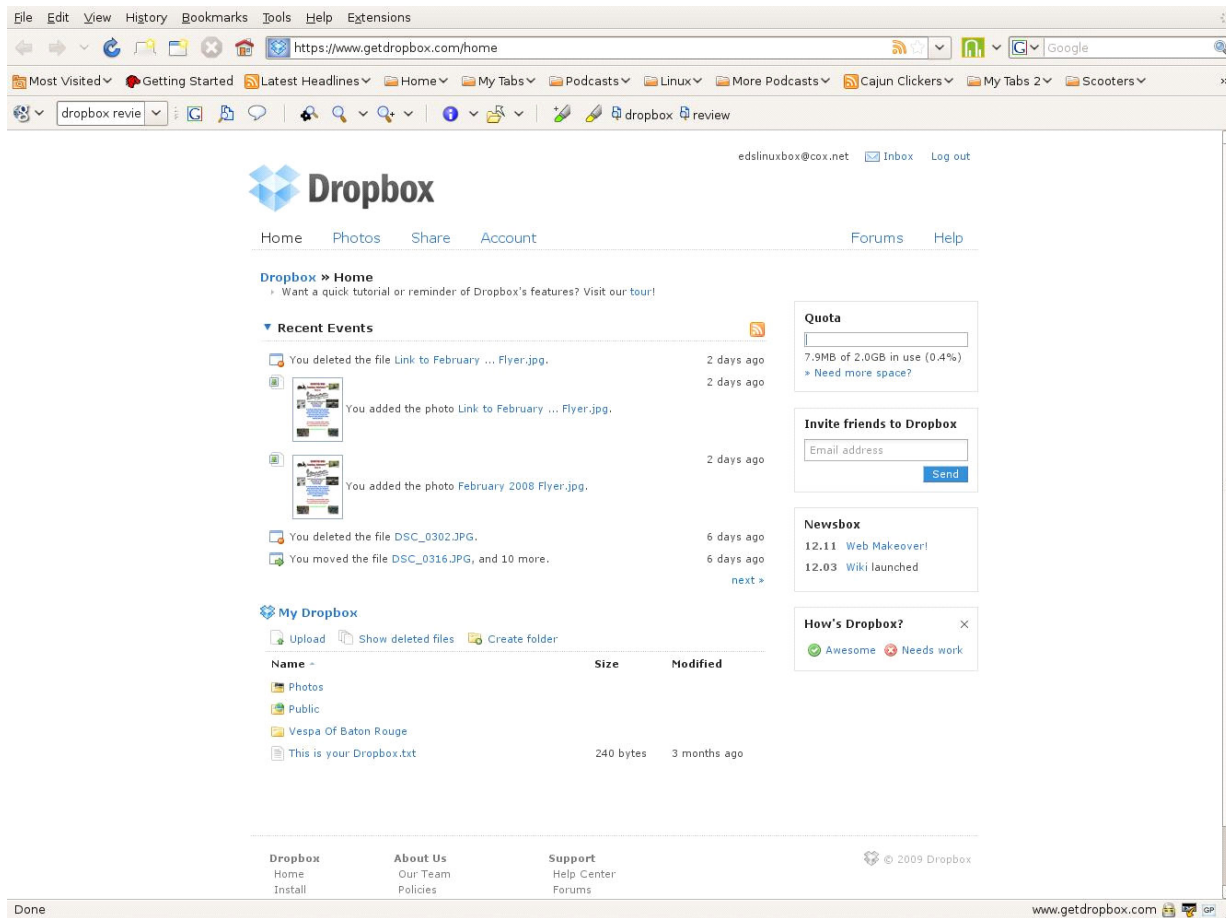 File Edit View History Bookmarks Tools Help Extensions
https://www.getdropbox.com/home
G Google
Most Visited Getting Started Latest Headlines Home My Tabs Podcasts Linux More Podcasts Cajun Clickers My Tabs 2 Scooters »
dropbox revie G dropbox review
edslinuxbox@cox.net Inbox Log out
Dropbox
Home Photos Share Account Forums Help
Dropbox » Home
Want a quick tutorial or reminder of Dropbox's features? Visit our tour!
Recent Events
You deleted the file Link to February ... Flyer.jpg. 2 days ago
You added the photo Link to February ... Flyer.jpg. 2 days ago
You added the photo February 2008 Flyer.jpg. 2 days ago
You deleted the file DSC_0302.JPG. 6 days ago
You moved the file DSC_0316.JPG, and 10 more. 6 days ago
next »
Quota
7.9MB of 2.0GB in use (0.4%)
» Need more space?
Invite friends to Dropbox
Email address
Send
Newsbox
12.11 Web Makeover!
12.03 Wiki launched
How's Dropbox? ×
Awesome Needs work
My Dropbox
Upload Show deleted files Create folder
Name Size Modified
Photos
Public
Vespa Of Baton Rouge
This is your Dropbox.txt 240 bytes 3 months ago
Dropbox About Us Support © 2009 Dropbox
Home Our Team Help Center
Install Policies Forums
Done www.getdropbox.com GP